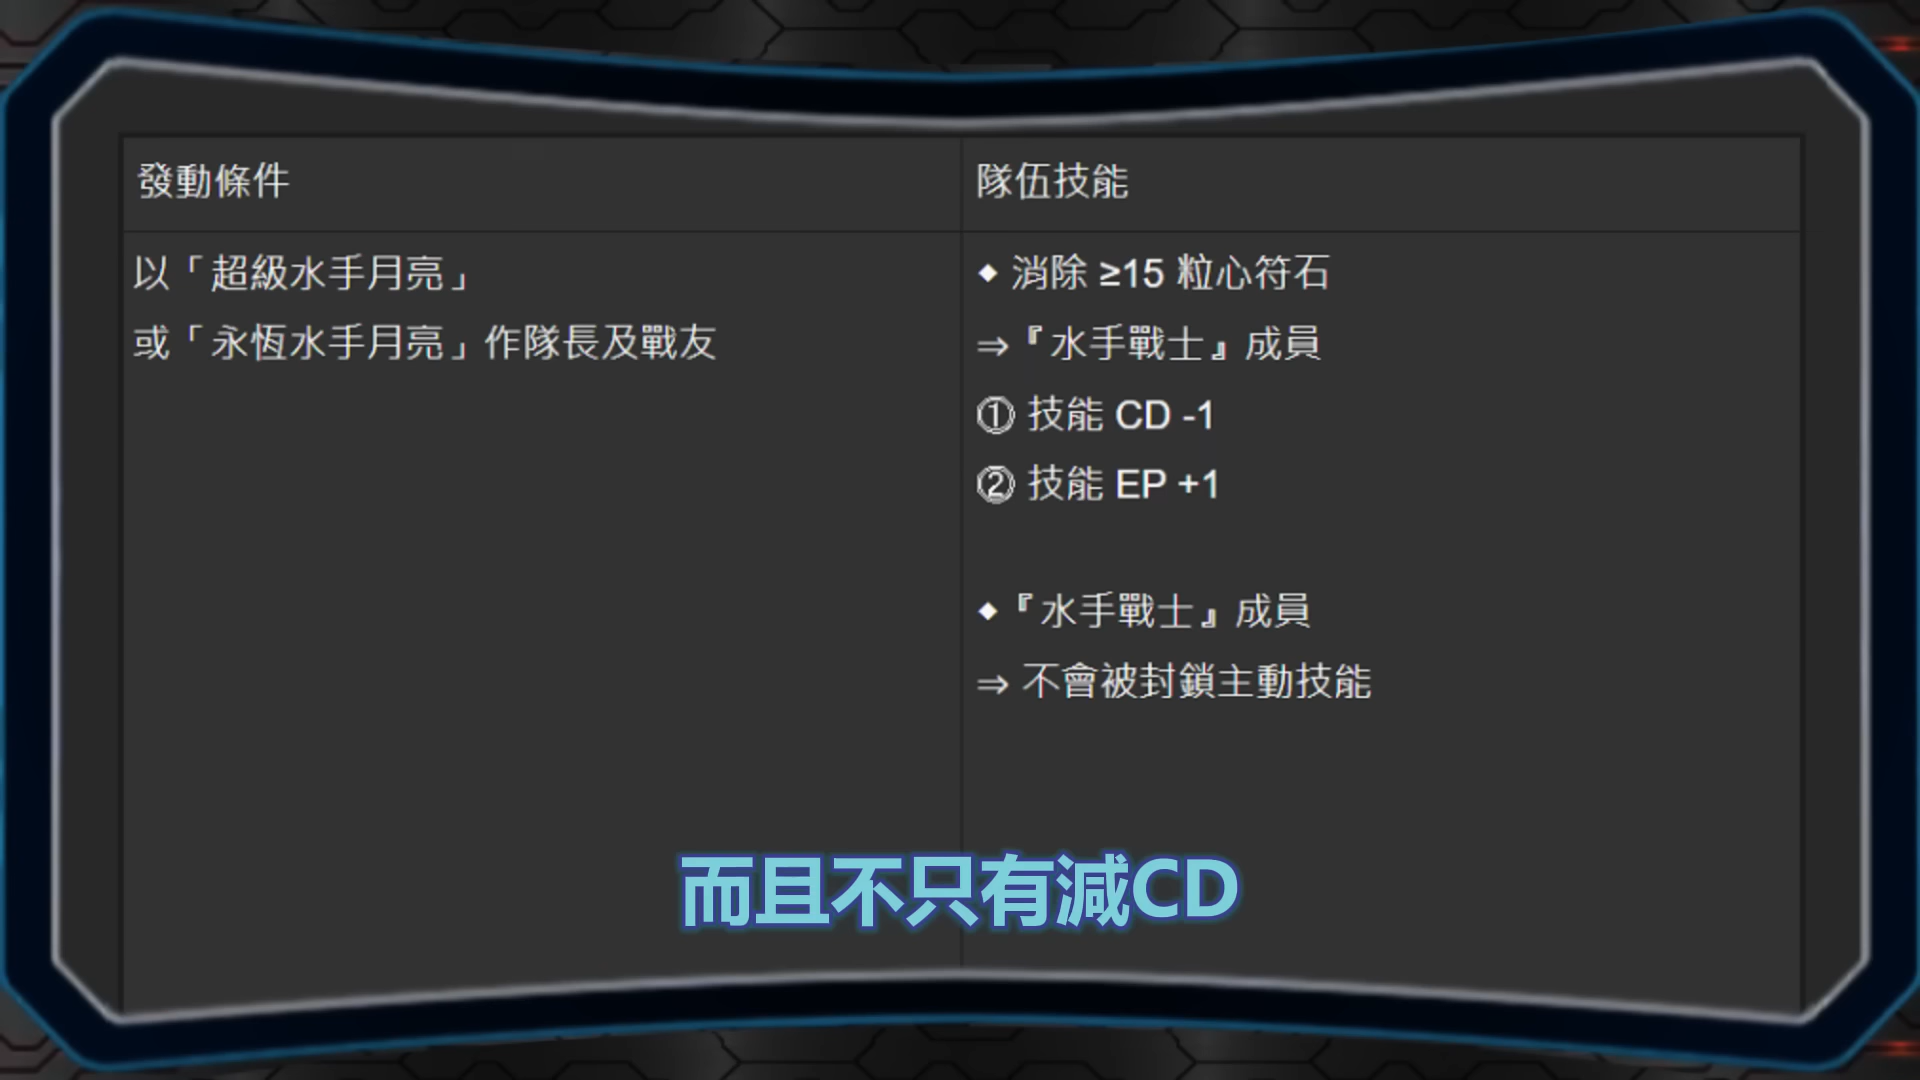 發動條件
隊伍技能
以「超級水手月亮」
或「永恆水手月亮」作隊長及戰友
◆ 消除 ≥15 粒心符石
⇒『水手戰士』成員
① 技能 CD -1
② 技能 EP +1
◆『水手戰士』成員
⇒ 不會被封鎖主動技能
而且不只有減CD